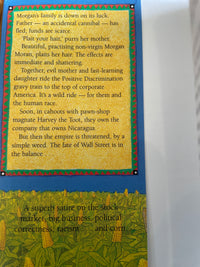 Morgan's family is down on its luck.
Father — an accidental cannibal — has
fled, funds are scarce.
'Plait your hair,' purrs her mother.
Beautiful, practising non-virgin Morgan
Moran, plaits her hair. The effects are
immediate and shattering.
Together, evil mother and fast-learning
daughter ride the Positive Discrimination
gravy train to the top of corporate
America. It's a wild ride — for them and
the human race.
Soon, in cahoots with pawn-shop
magnate Harvey the Toot, they own the
company that owns Nicaragua.
But then the empire is threatened, by a
simple weed. The fate of Wall Street is in
the balance
A superb satire on the stock
market, big business, political
correctness, racism ... and corn ...